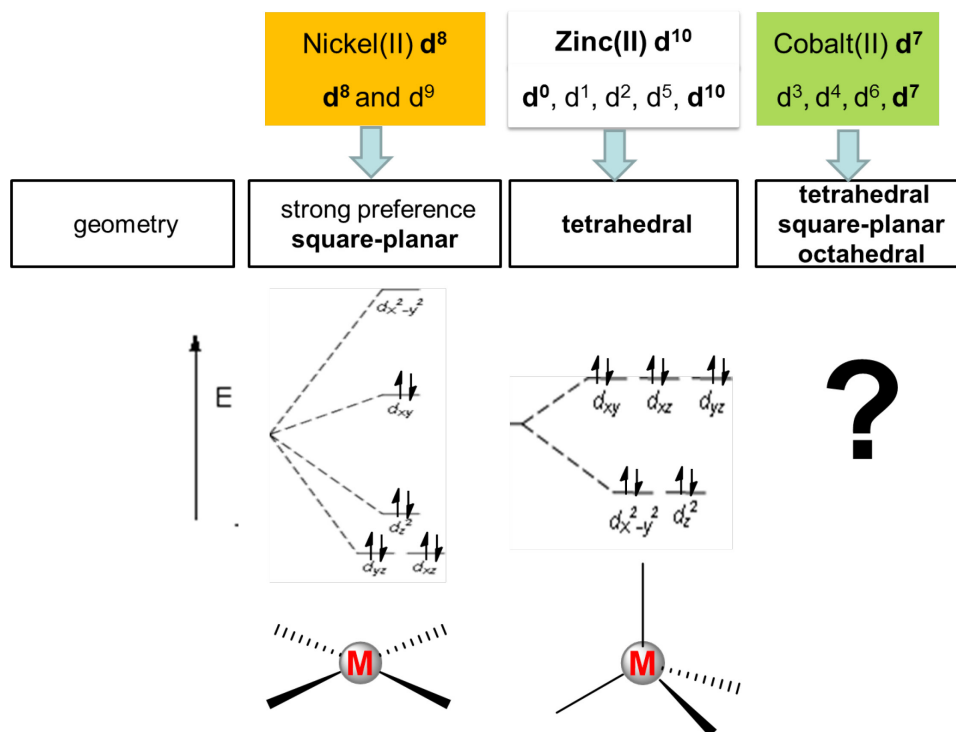 Nickel(II) d⁸
d⁸ and d⁹
Zinc(II) d¹⁰
d⁰, d¹, d², d⁵, d¹⁰
Cobalt(II) d⁷
d³, d⁴, d⁶, d⁷
geometry
strong preference
square-planar
tetrahedral
tetrahedral
square-planar
octahedral
E
dx²-y²
dxy
dz²
dyz dxz
dxy dxz dyz
dx²-y² dz²
?
M
M